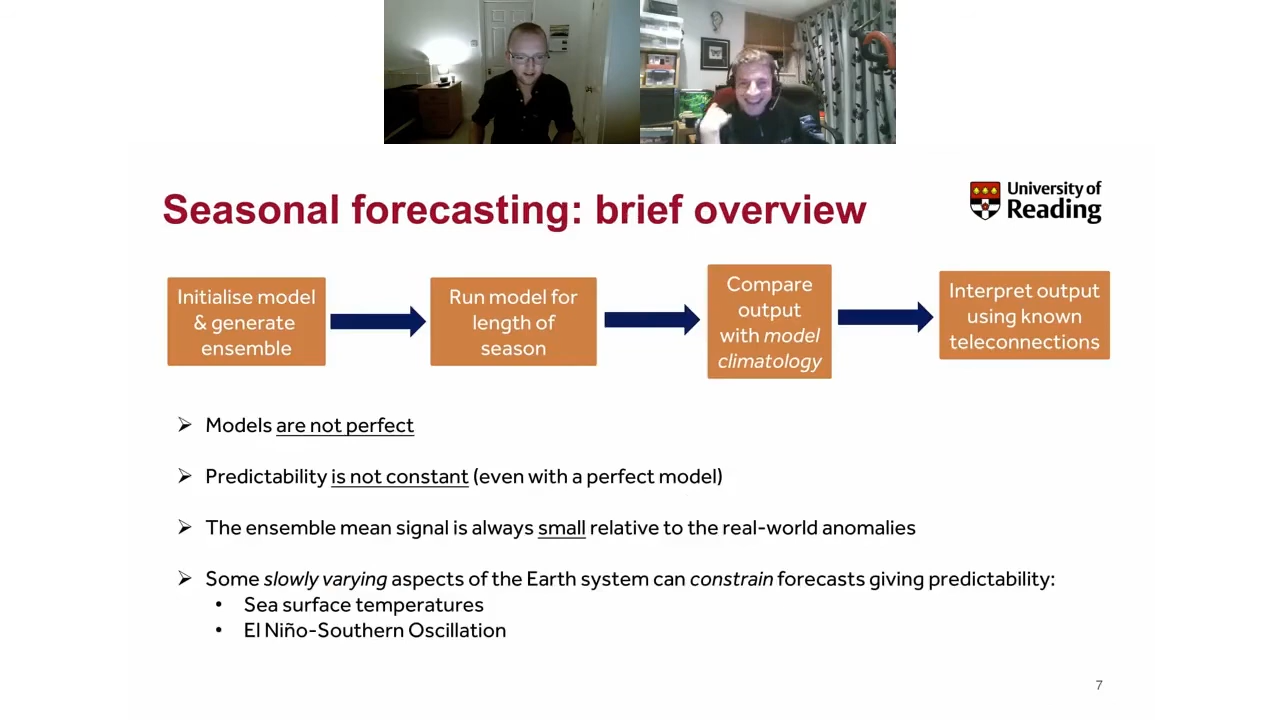 Seasonal forecasting: brief overview
University of
Reading
Initialise model
& generate
ensemble
Run model for
length of
season
Compare
output
with model
climatology
Interpret output
using known
teleconnections
➢ Models are not perfect
➢ Predictability is not constant (even with a perfect model)
➢ The ensemble mean signal is always small relative to the real-world anomalies
➢ Some slowly varying aspects of the Earth system can constrain forecasts giving predictability:
• Sea surface temperatures
• El Niño-Southern Oscillation
7